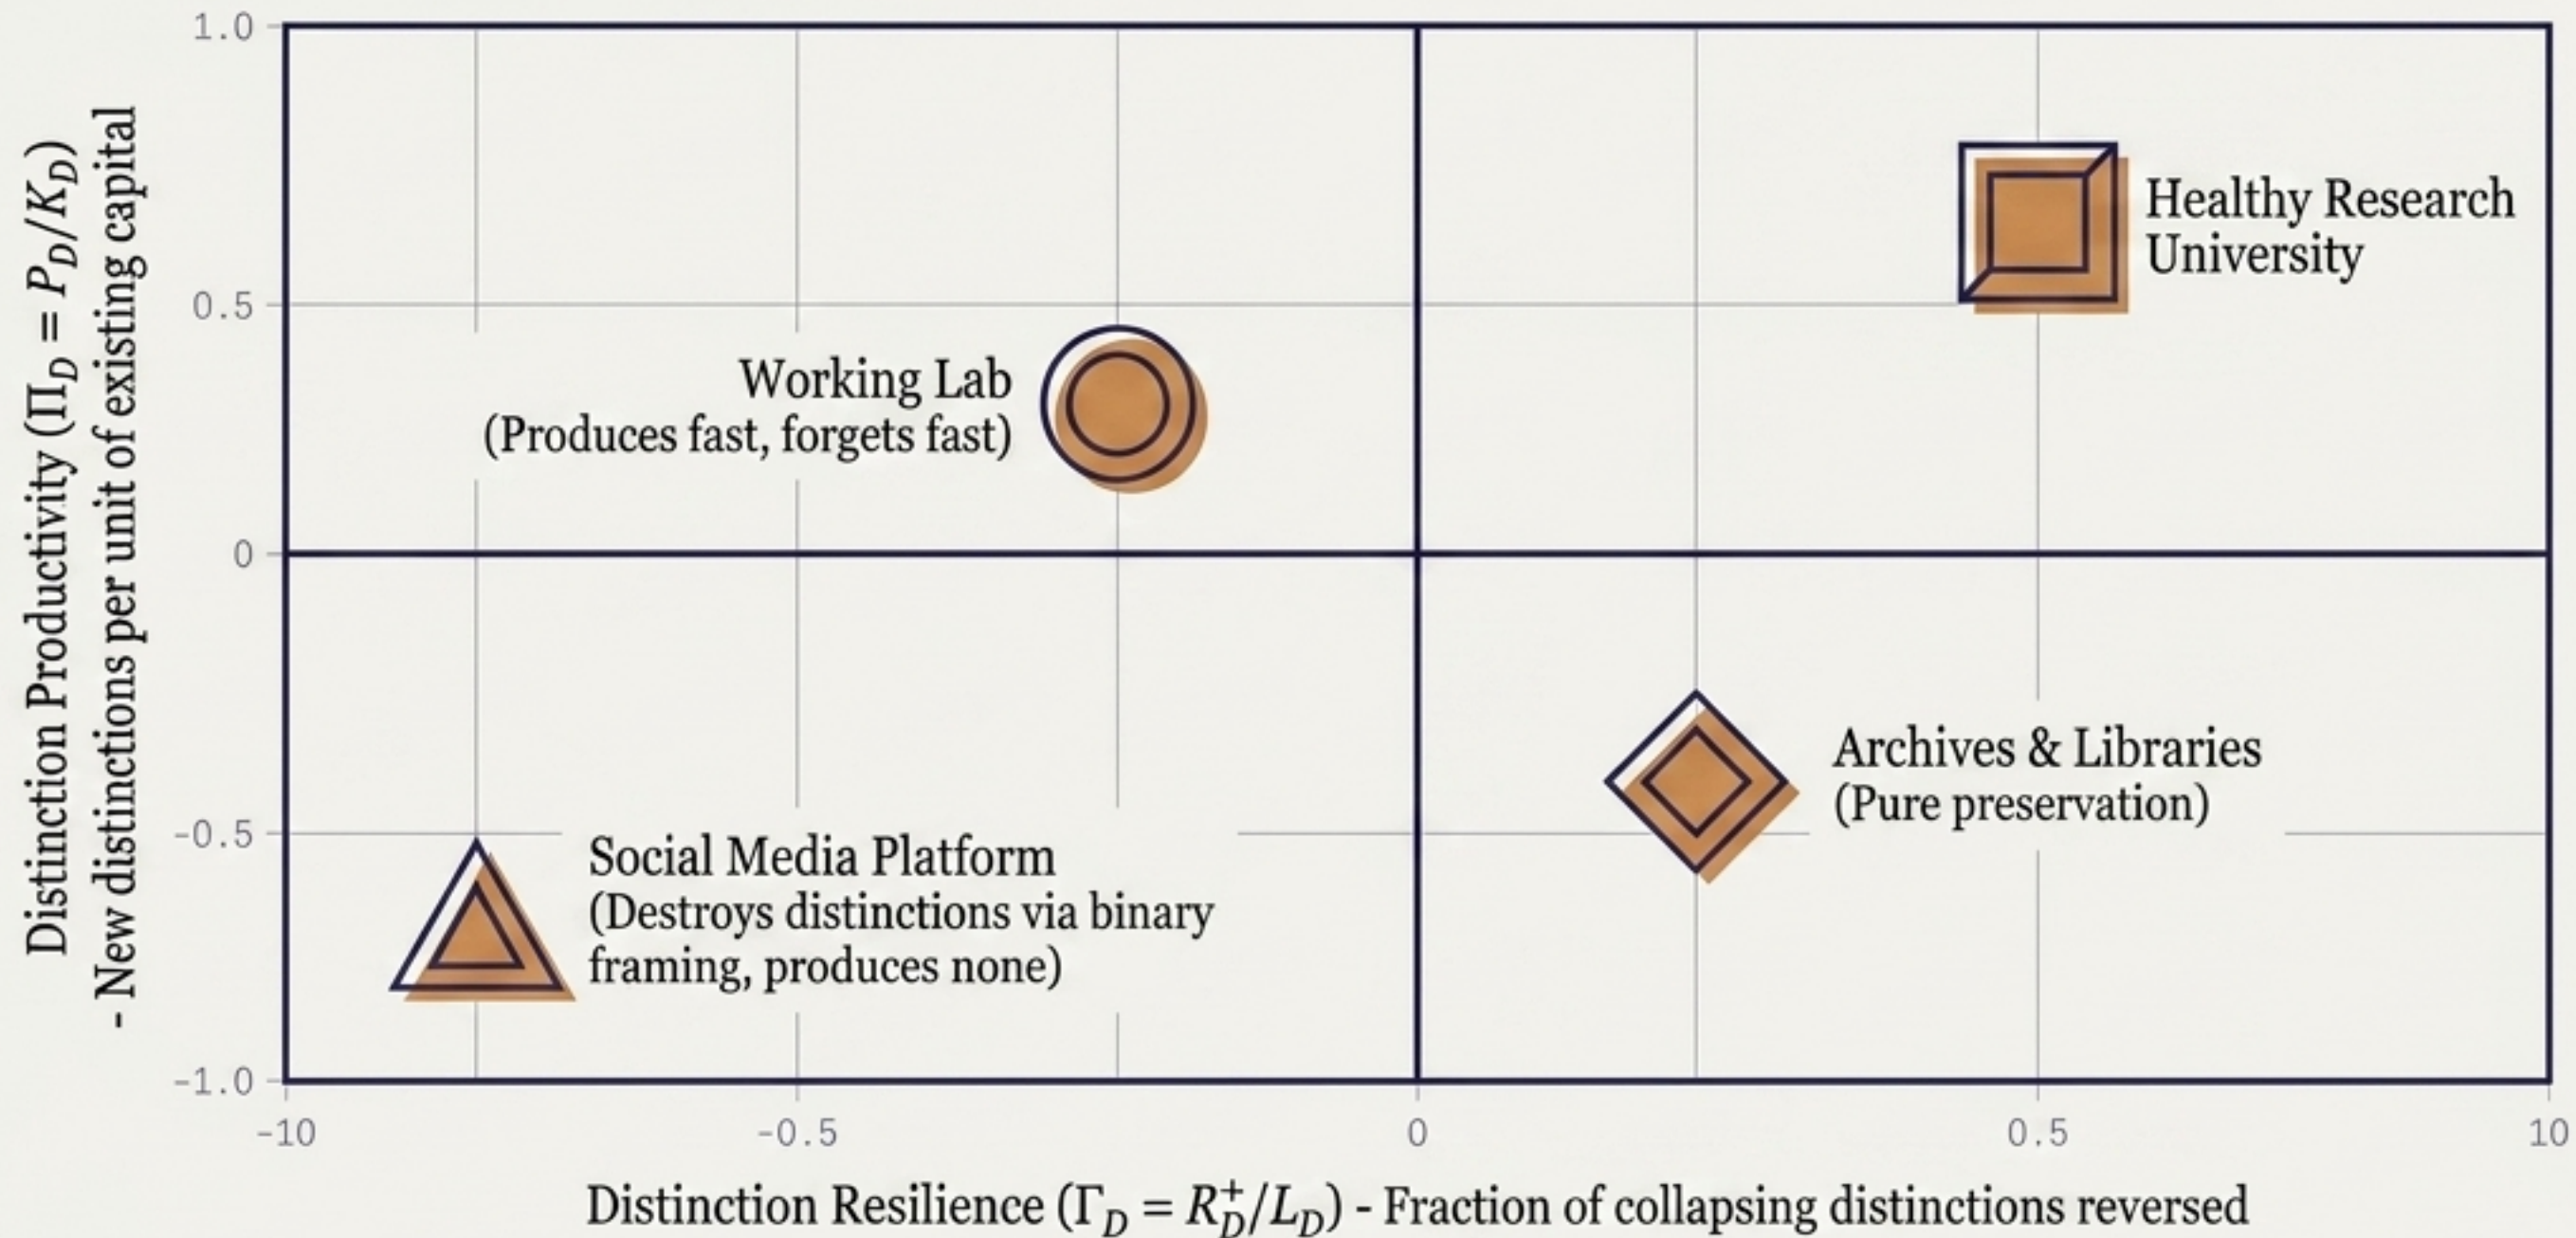 Distinction Productivity (Π_D = P_D/K_D)
- New distinctions per unit of existing capital
1.0
0.5
0
-0.5
-1.0
Healthy Research
University
Working Lab
(Produces fast, forgets fast)
Archives & Libraries
(Pure preservation)
Social Media Platform
(Destroys distinctions via binary
framing, produces none)
-10
-0.5
0
0.5
10
Distinction Resilience (Γ_D = R_D^+/L_D) - Fraction of collapsing distinctions reversed